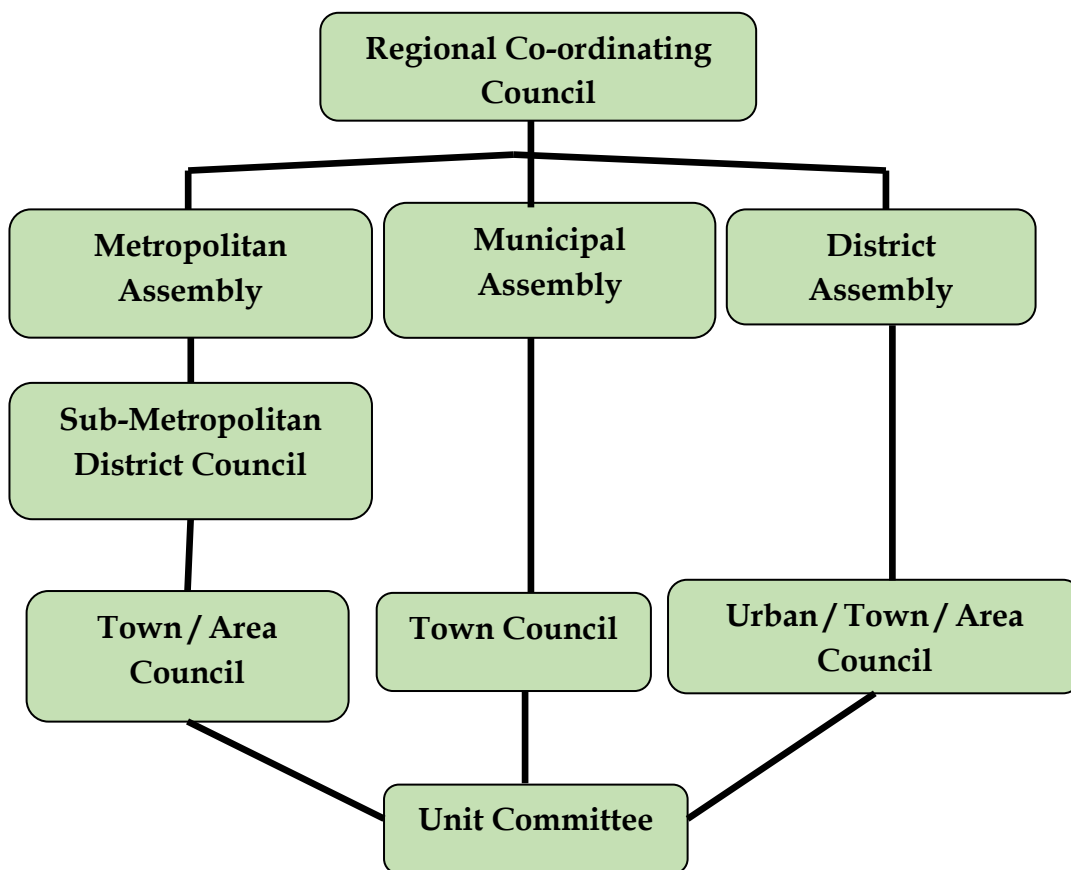 Regional Co-ordinating
Council
Metropolitan
Assembly
Municipal
Assembly
District
Assembly
Sub-Metropolitan
District Council
Town / Area
Council
Town Council
Urban / Town / Area
Council
Unit Committee